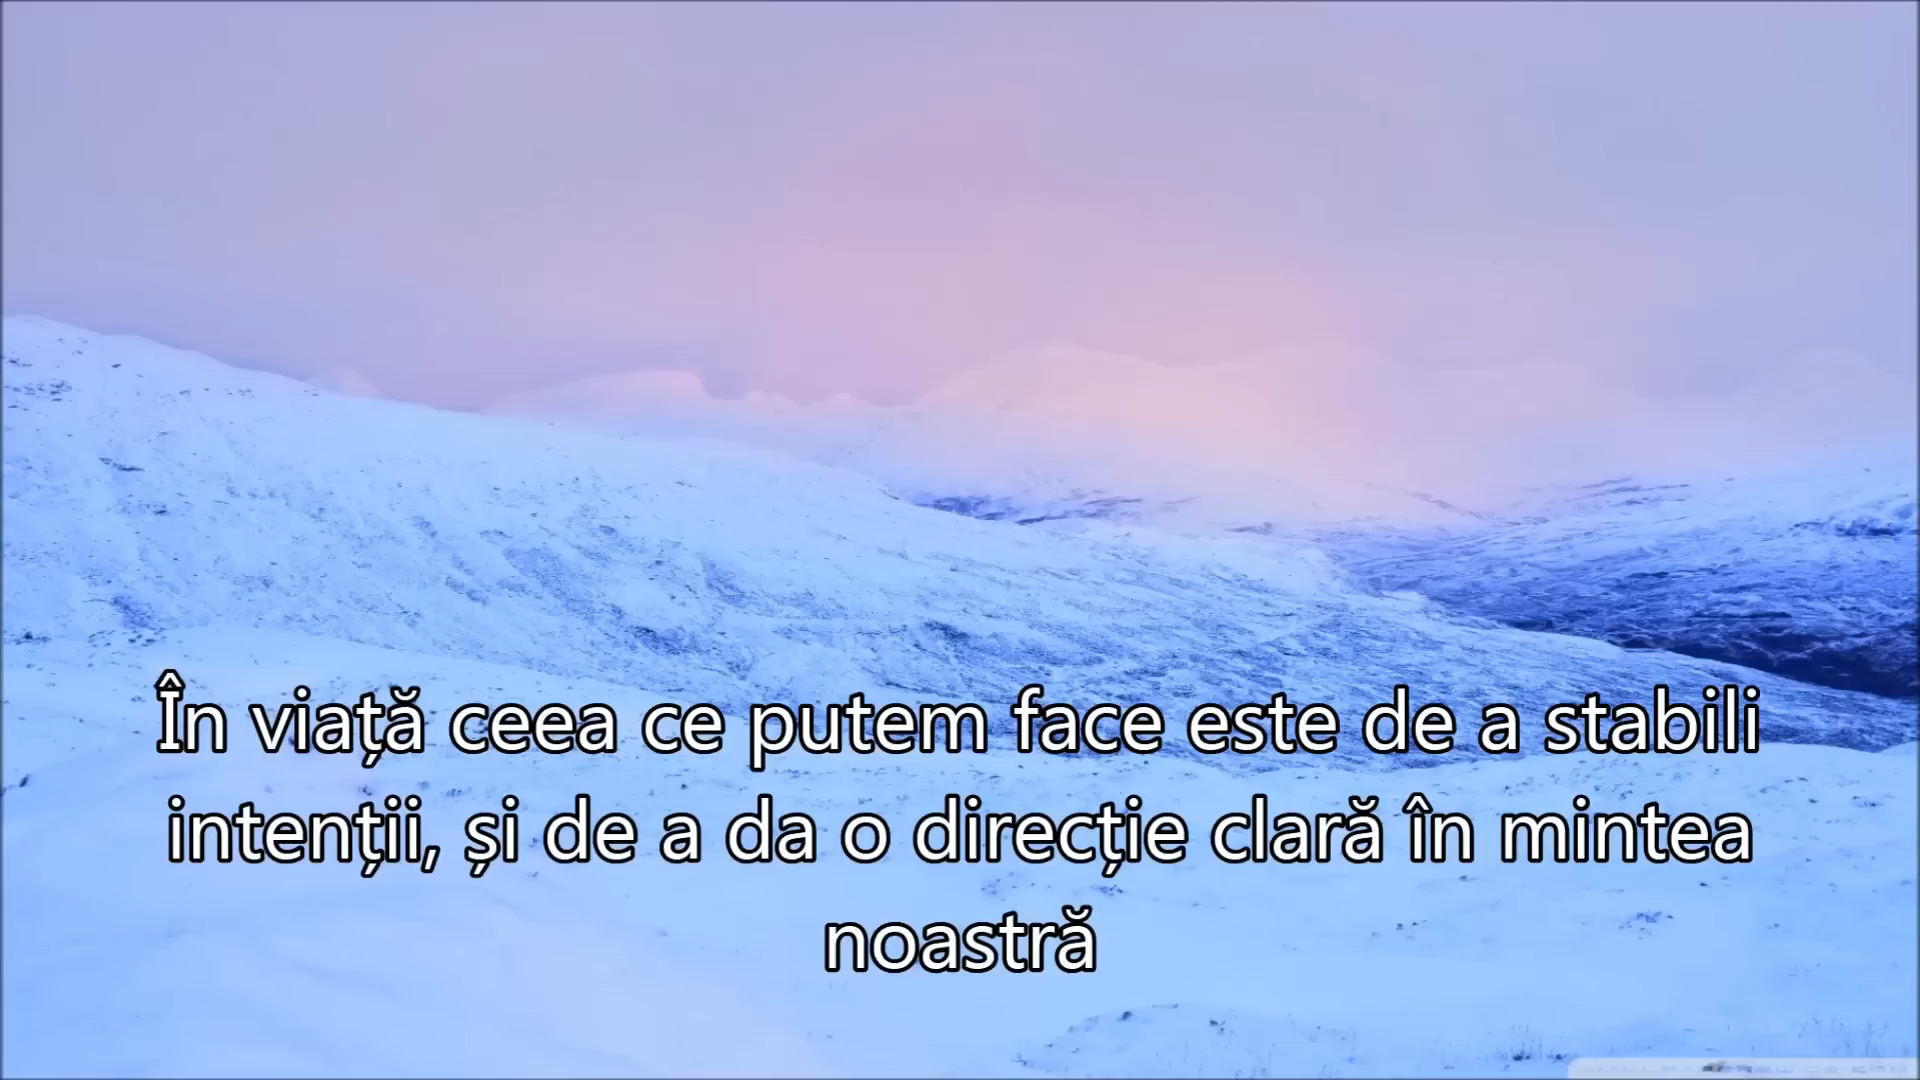 În viață ceea ce putem face este de a stabili
intenții, și de a da o direcție clară în mintea
noastră